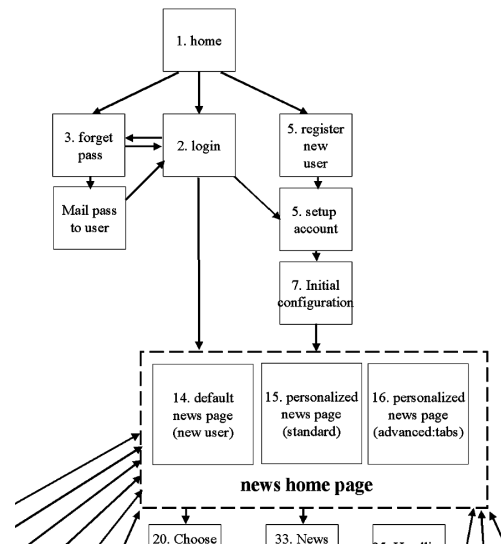 1. home
3. forget
pass
2. login
5. register
new
user
Mail pass
to user
5. setup
account
7. Initial
configuration
14. default
news page
(new user)
15. personalized
news page
(standard)
16. personalized
news page
(advanced:tabs)
news home page
20. Choose
33. News